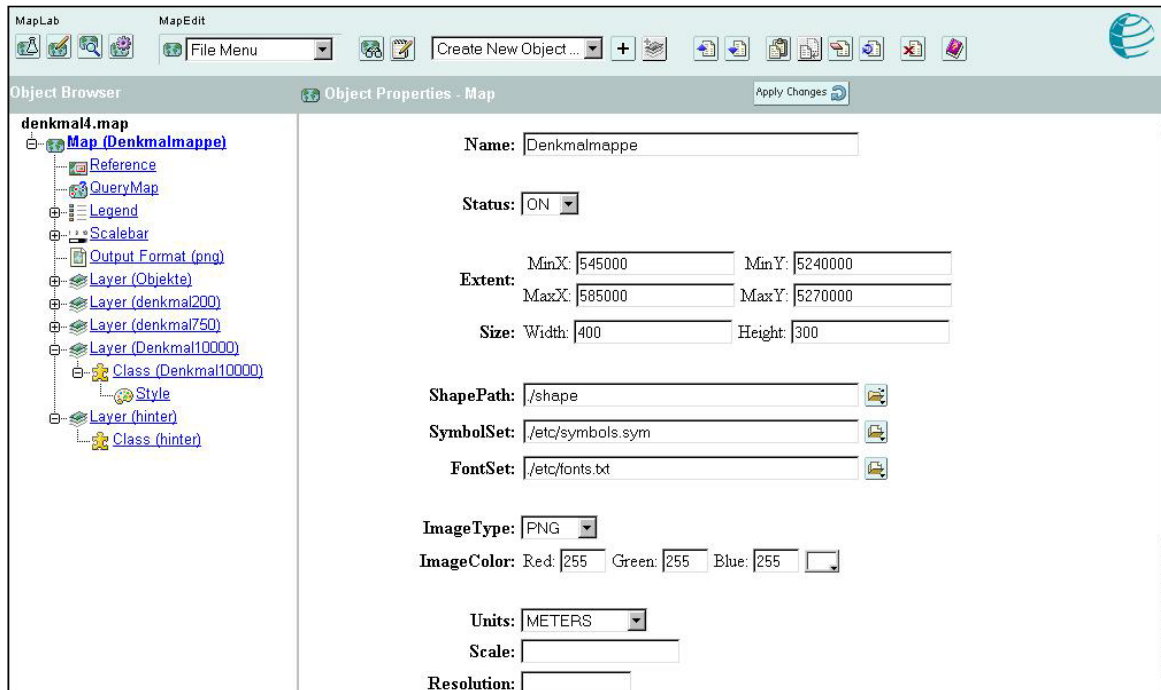 MapLab MapEdit
File Menu Create New Object ...
Object Browser
Object Properties - Map Apply Changes
denkmal4.map
Map (Denkmalmappe)
Reference
QueryMap
Legend
Scalebar
Output Format (png)
Layer (Objekte)
Layer (denkmal200)
Layer (denkmal750)
Layer (Denkmal10000)
Class (Denkmal10000)
Style
Layer (hinter)
Class (hinter)
Name: Denkmalmappe
Status: ON
Extent: MinX: 545000 MinY: 5240000
MaxX: 585000 MaxY: 5270000
Size: Width: 400 Height: 300
ShapePath: ./shape
SymbolSet: ./etc/symbols.sym
FontSet: ./etc/fonts.txt
ImageType: PNG
ImageColor: Red: 255 Green: 255 Blue: 255
Units: METERS
Scale:
Resolution: